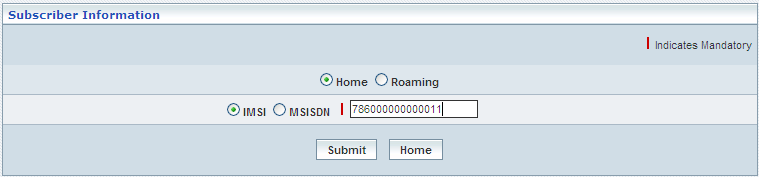 Subscriber Information
Indicates Mandatory
Home Roaming
IMSI MSISDN 786000000000011
Submit Home